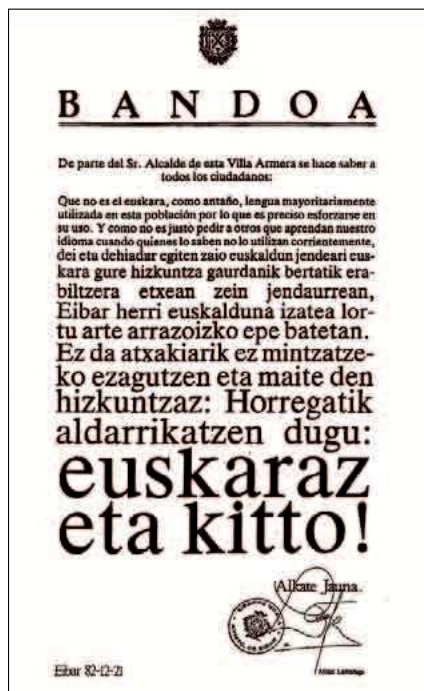 BANDOA
De parte del Sr. Alcalde de esta Villa Armera se hace saber a
todos los ciudadanos:
Que no es el euskara, como antaño, lengua mayoritariamente
utilizada en esta población por lo que es preciso esforzarse en
su uso. Y como no es justo pedir a otros que aprendan nuestro
idioma cuando quienes lo saben no lo utilizan corrientemente,
dei eta dehiadar egiten zaio euskaldun jendeari eus-
kara gure hizkuntza gaurdanik bertatik era-
biltzera etxean zein jendaurrean,
Eibar herri euskalduna izatea lor-
tu arte arrazoizko epe batetan.
Ez da atxakiarik ez mintzatze-
ko ezagutzen eta maite den
hizkuntzaz: Horregatik
aldarrikatzen dugu:
euskaraz
eta kitto!
Alkate Jauna.
Eibar 82-12-21